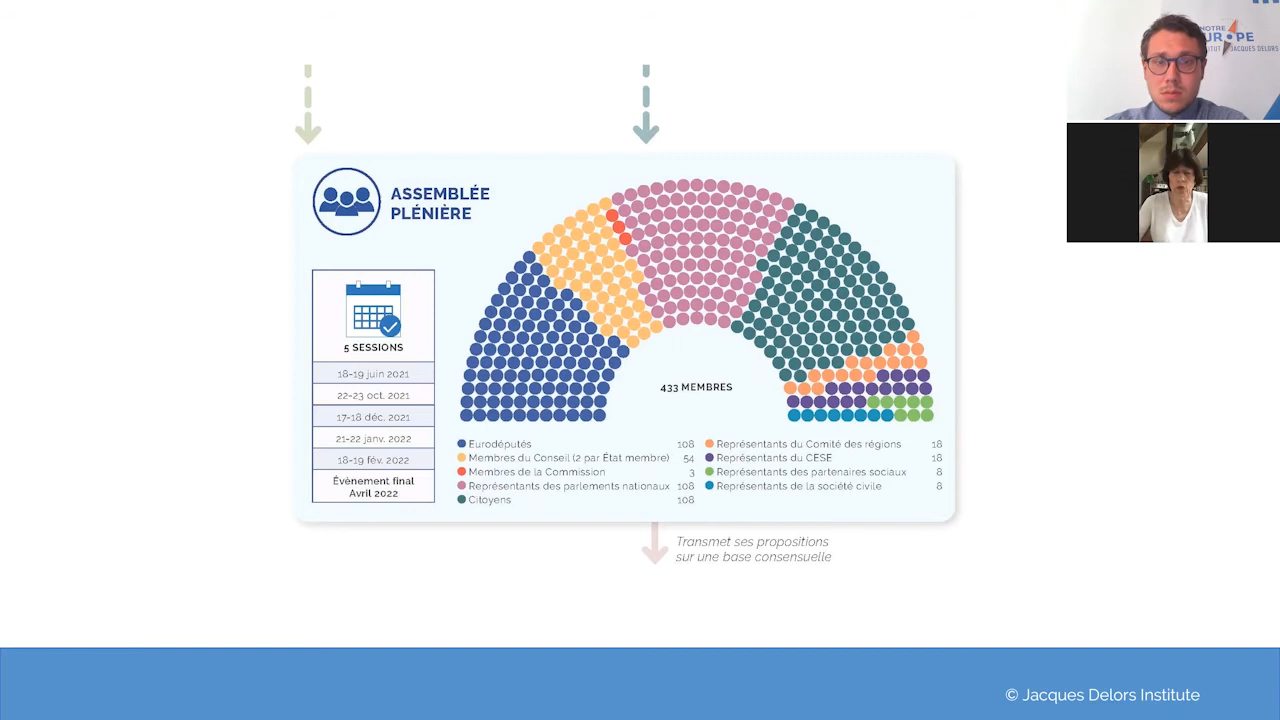 NOTRE
EUROPE
JACQUES DELORS
ASSEMBLÉE
PLÉNIÈRE
5 SESSIONS
18-19 juin 2021
22-23 oct. 2021
17-18 déc. 2021
21-22 janv. 2022
18-19 fév. 2022
Évènement final
Avril 2022
433 MEMBRES
Eurodéputés 108
Membres du Conseil (2 par État membre) 54
Membres de la Commission 3
Représentants des parlements nationaux 108
Citoyens 108
Représentants du Comité des régions 18
Représentants du CESE 18
Représentants des partenaires sociaux 8
Représentants de la société civile 8
Transmet ses propositions
sur une base consensuelle
© Jacques Delors Institute